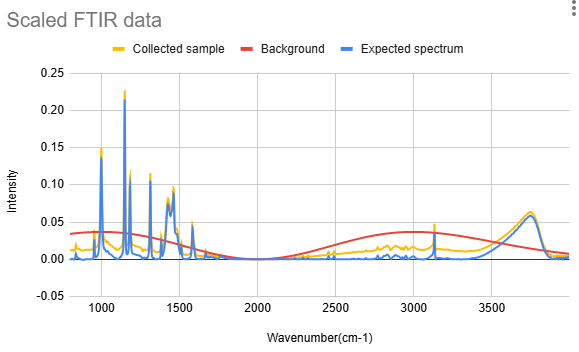 Scaled FTIR data
Collected sample Background Expected spectrum
0.25
0.20
0.15
0.10
0.05
0.00
-0.05
Intensity
1000 1500 2000 2500 3000 3500
Wavenumber(cm-1)